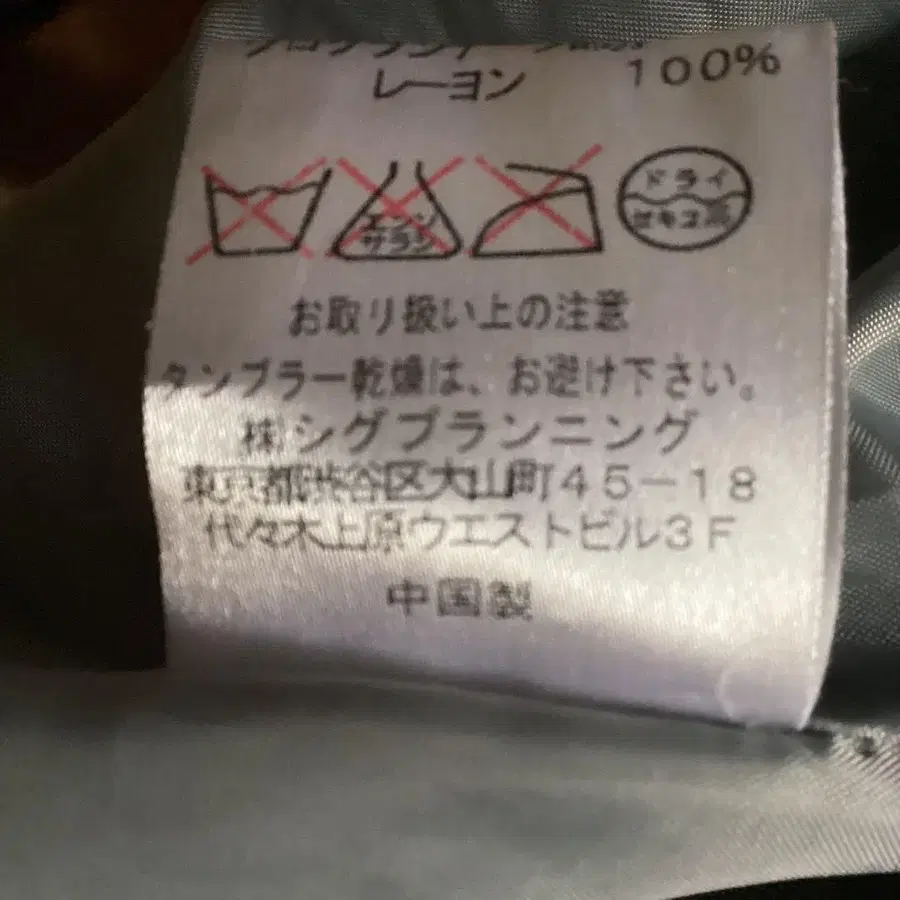 レーヨン 100%
エンソ
サラシ
ドライ
セキユ系
お取り扱い上の注意
タンブラー乾燥は、お避け下さい。
㈱シグプランニング
東京都渋谷区大山町45-18
代々木上原ウエストビル3F
中国製